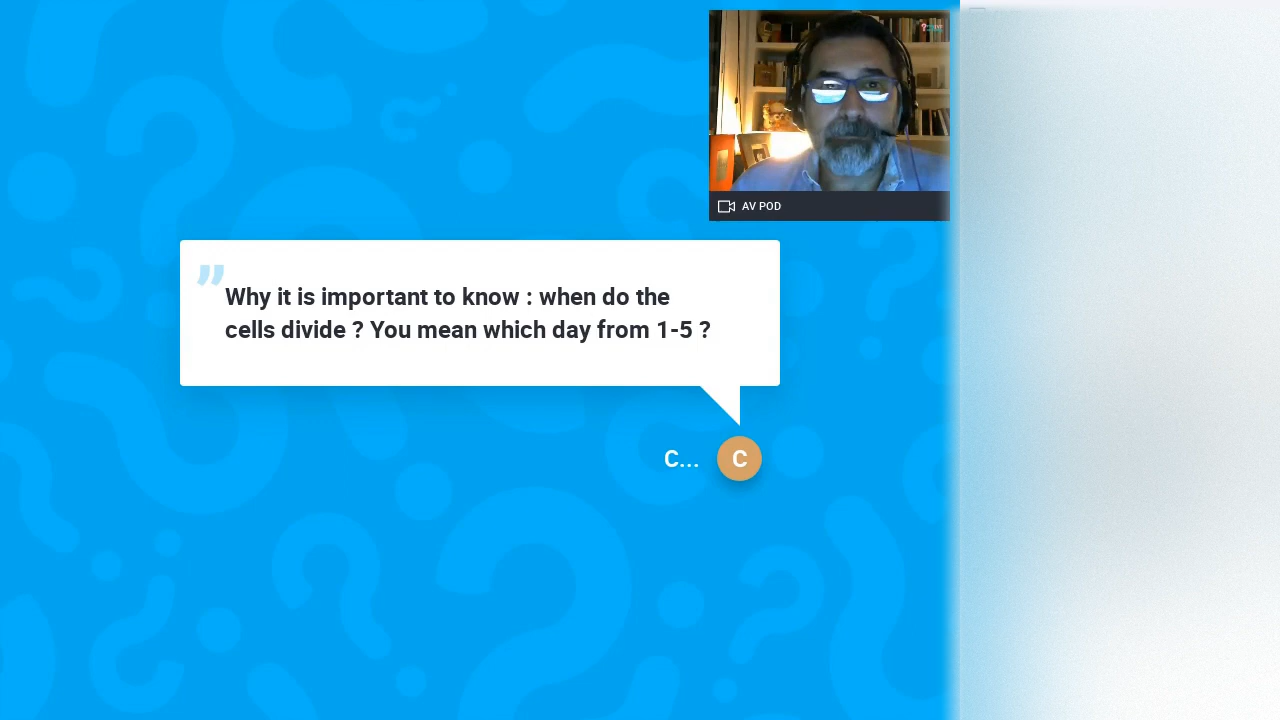 AV POD
Why it is important to know : when do the
cells divide ? You mean which day from 1-5 ?
C...
C